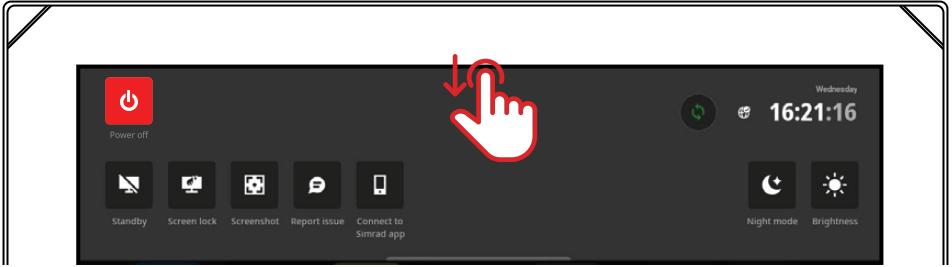 Wednesday
16:21:16
Power off
Standby
Screen lock
Screenshot
Report issue
Connect to
Simrad app
Night mode
Brightness